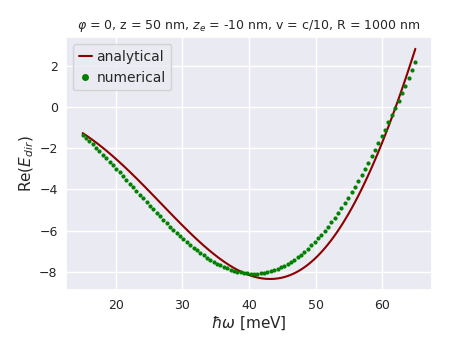 φ = 0, z = 50 nm, zₑ = -10 nm, v = c/10, R = 1000 nm
analytical
numerical
Re(E_dir)
2
0
−2
−4
−6
−8
20 30 40 50 60
ħω [meV]